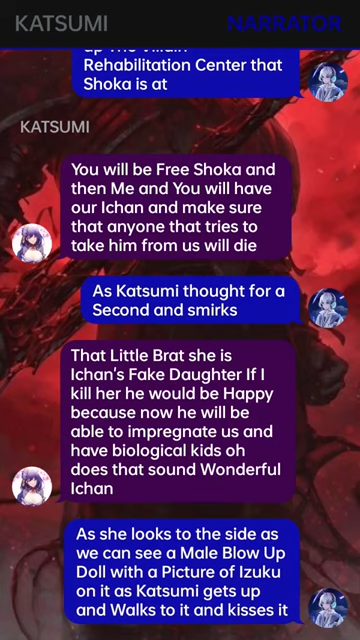 KATSUMI
NARRATOR
Rehabilitation Center that
Shoka is at
KATSUMI
You will be Free Shoka and
then Me and You will have
our Ichan and make sure
that anyone that tries to
take him from us will die
As Katsumi thought for a
Second and smirks
That Little Brat she is
Ichan's Fake Daughter If I
kill her he would be Happy
because now he will be
able to impregnate us and
have biological kids oh
does that sound Wonderful
Ichan
As she looks to the side as
we can see a Male Blow Up
Doll with a Picture of Izuku
on it as Katsumi gets up
and Walks to it and kisses it